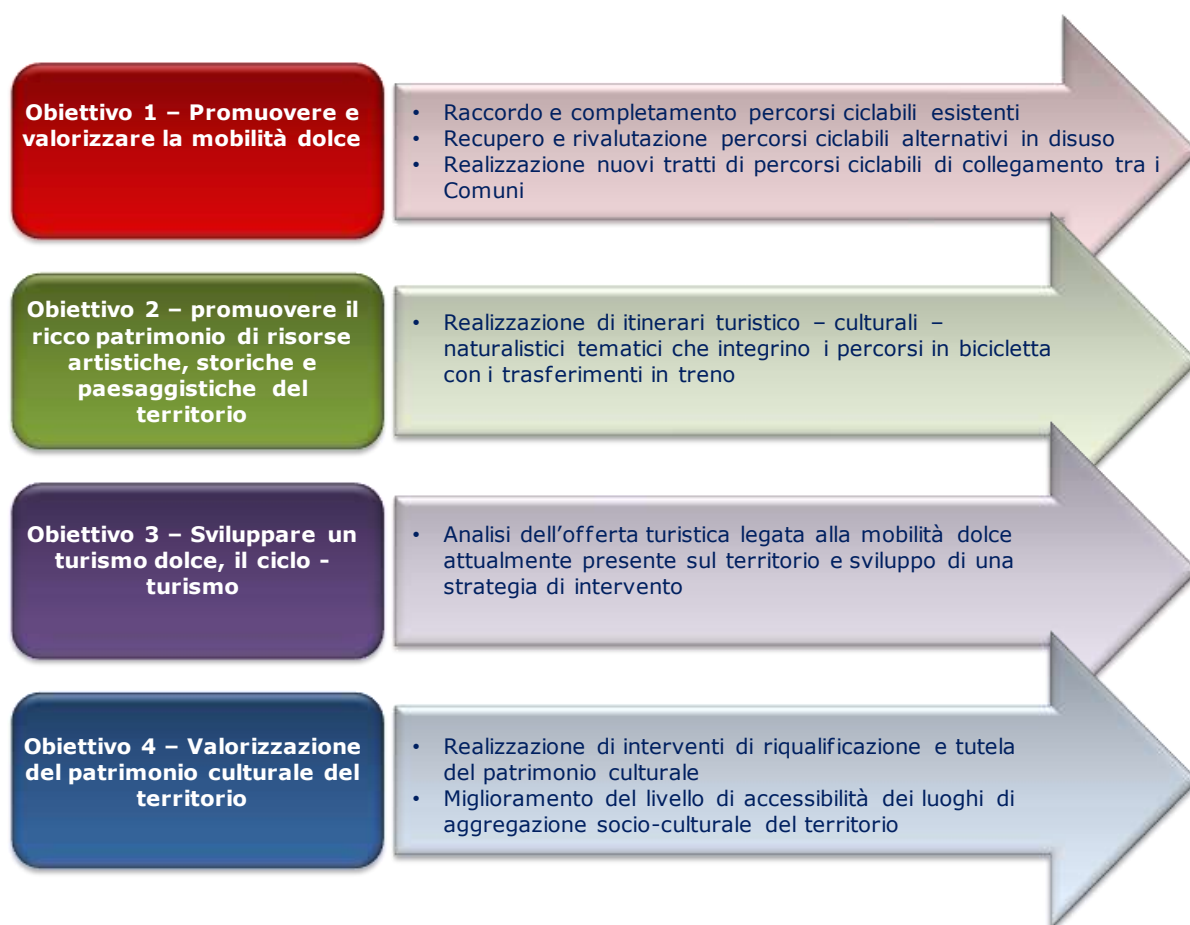 Obiettivo 1 – Promuovere e
valorizzare la mobilità dolce
• Raccordo e completamento percorsi ciclabili esistenti
• Recupero e rivalutazione percorsi ciclabili alternativi in disuso
• Realizzazione nuovi tratti di percorsi ciclabili di collegamento tra i
Comuni
Obiettivo 2 – promuovere il
ricco patrimonio di risorse
artistiche, storiche e
paesaggistiche del
territorio
• Realizzazione di itinerari turistico – culturali –
naturalistici tematici che integrino i percorsi in bicicletta
con i trasferimenti in treno
Obiettivo 3 – Sviluppare un
turismo dolce, il ciclo -
turismo
• Analisi dell’offerta turistica legata alla mobilità dolce
attualmente presente sul territorio e sviluppo di una
strategia di intervento
Obiettivo 4 – Valorizzazione
del patrimonio culturale del
territorio
• Realizzazione di interventi di riqualificazione e tutela
del patrimonio culturale
• Miglioramento del livello di accessibilità dei luoghi di
aggregazione socio-culturale del territorio